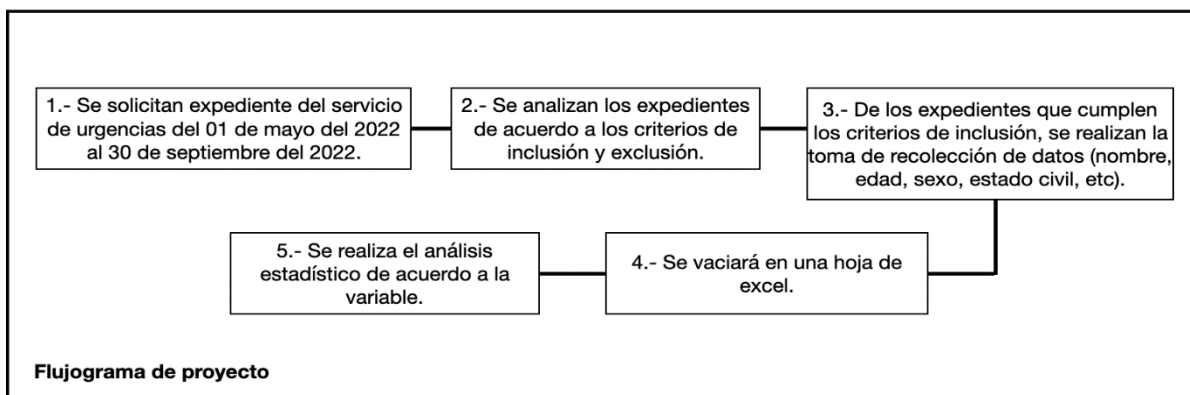 1.- Se solicitan expediente del servicio
de urgencias del 01 de mayo del 2022
al 30 de septiembre del 2022.
2.- Se analizan los expedientes
de acuerdo a los criterios de
inclusión y exclusión.
3.- De los expedientes que cumplen
los criterios de inclusión, se realizan la
toma de recolección de datos (nombre,
edad, sexo, estado civil, etc).
4.- Se vaciará en una hoja de
excel.
5.- Se realiza el análisis
estadístico de acuerdo a la
variable.
Flujograma de proyecto